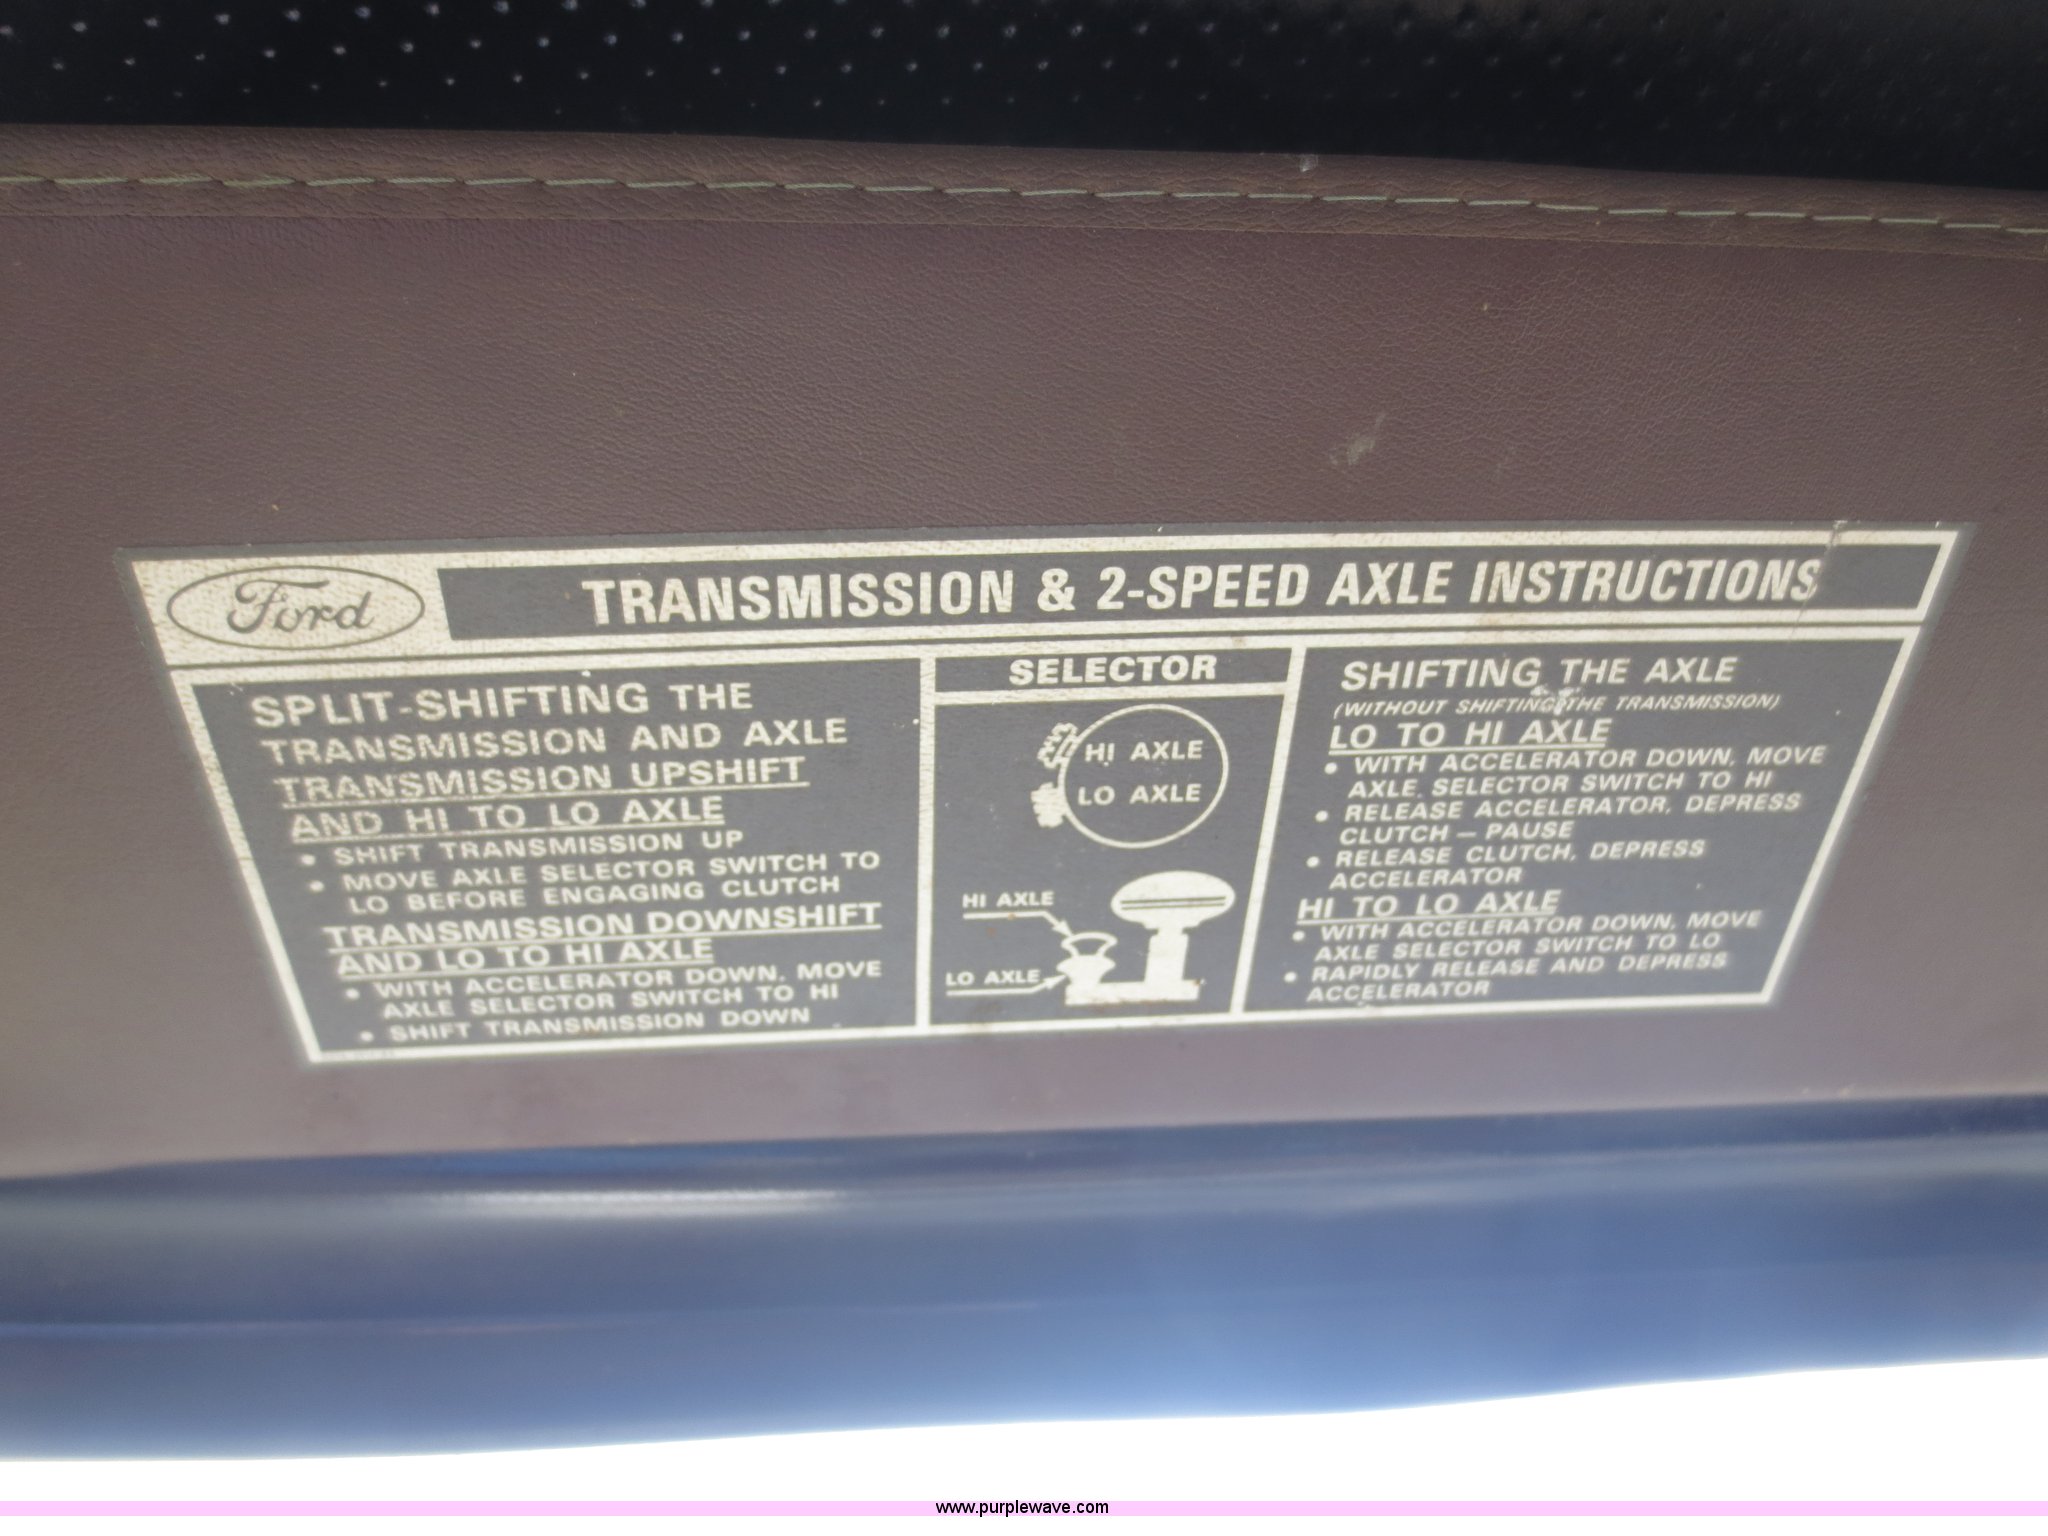 Ford
TRANSMISSION & 2-SPEED AXLE INSTRUCTIONS
SPLIT-SHIFTING THE
TRANSMISSION AND AXLE
TRANSMISSION UPSHIFT
AND HI TO LO AXLE
• SHIFT TRANSMISSION UP
• MOVE AXLE SELECTOR SWITCH TO
LO BEFORE ENGAGING CLUTCH
TRANSMISSION DOWNSHIFT
AND LO TO HI AXLE
• WITH ACCELERATOR DOWN, MOVE
AXLE SELECTOR SWITCH TO HI
• SHIFT TRANSMISSION DOWN
SELECTOR
HI AXLE
LO AXLE
HI AXLE
LO AXLE
SHIFTING THE AXLE
(WITHOUT SHIFTING THE TRANSMISSION)
LO TO HI AXLE
• WITH ACCELERATOR DOWN, MOVE
AXLE SELECTOR SWITCH TO HI
• RELEASE ACCELERATOR, DEPRESS
CLUTCH — PAUSE
• RELEASE CLUTCH, DEPRESS
ACCELERATOR
HI TO LO AXLE
• WITH ACCELERATOR DOWN, MOVE
AXLE SELECTOR SWITCH TO LO
• RAPIDLY RELEASE AND DEPRESS
ACCELERATOR
www.purplewave.com